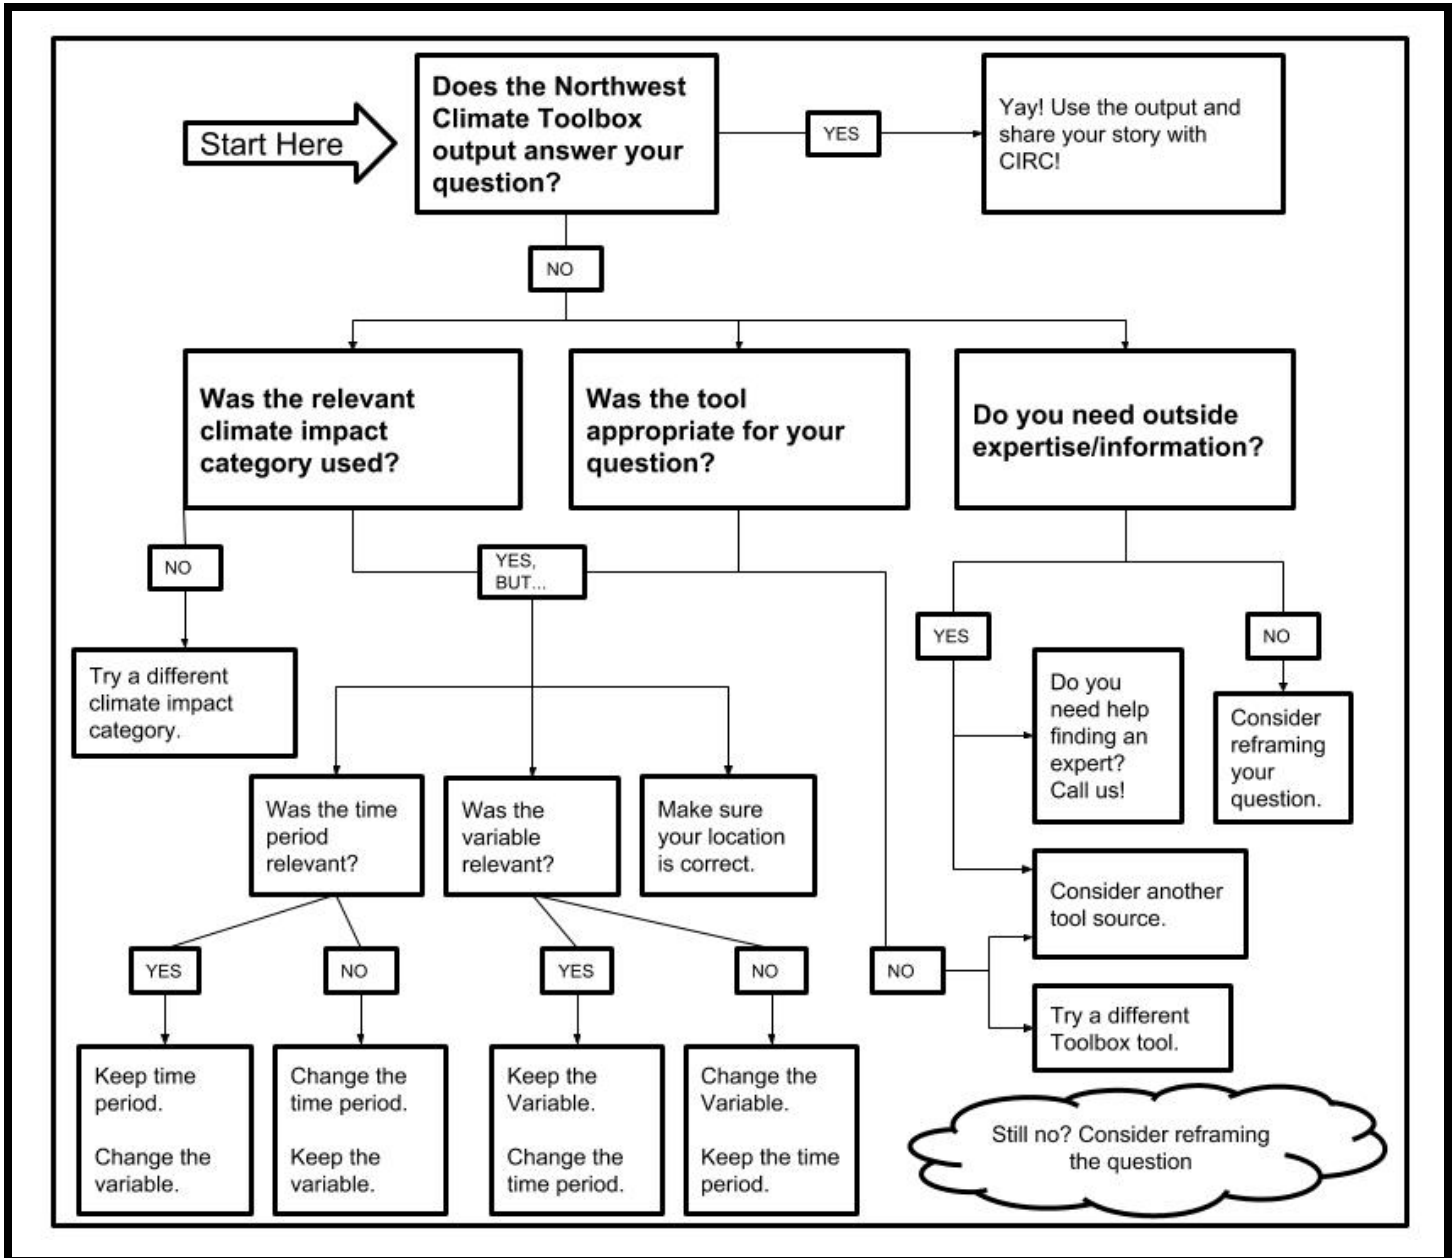 Start Here
Does the Northwest
Climate Toolbox
output answer your
question?
YES
Yay! Use the output and
share your story with
CIRC!
NO
Was the relevant
climate impact
category used?
Was the tool
appropriate for your
question?
Do you need outside
expertise/information?
NO
YES,
BUT...
YES
NO
Try a different
climate impact
category.
Do you
need help
finding an
expert?
Call us!
Consider
reframing
your
question.
Was the time
period
relevant?
Was the
variable
relevant?
Make sure
your location
is correct.
Consider another
tool source.
YES
NO
YES
NO
NO
Try a different
Toolbox tool.
Keep time
period.
Change the
variable.
Change the
time period.
Keep the
variable.
Keep the
Variable.
Change the
time period.
Change the
Variable.
Keep the time
period.
Still no? Consider reframing
the question